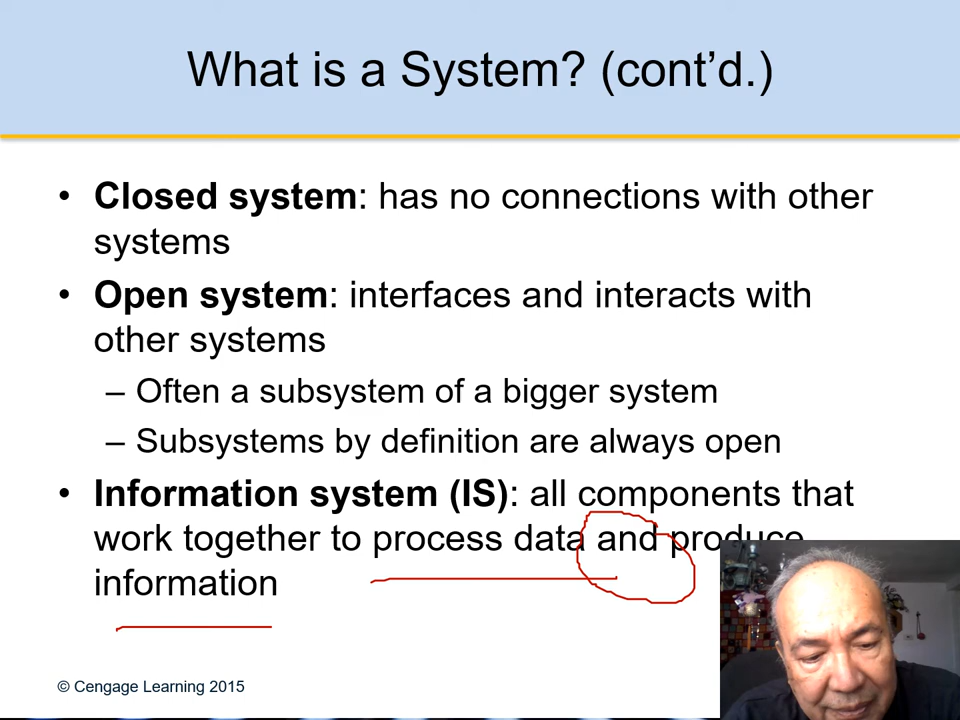 What is a System? (cont’d.)
• Closed system: has no connections with other
systems
• Open system: interfaces and interacts with
other systems
– Often a subsystem of a bigger system
– Subsystems by definition are always open
• Information system (IS): all components that
work together to process data and produce
information
© Cengage Learning 2015